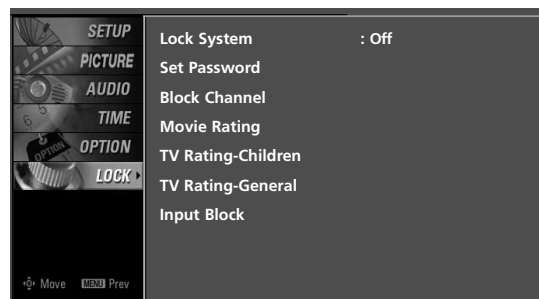 SETUP
PICTURE
AUDIO
TIME
OPTION
OPTION
LOCK
Lock System : Off
Set Password
Block Channel
Movie Rating
TV Rating-Children
TV Rating-General
Input Block
Move MENU Prev